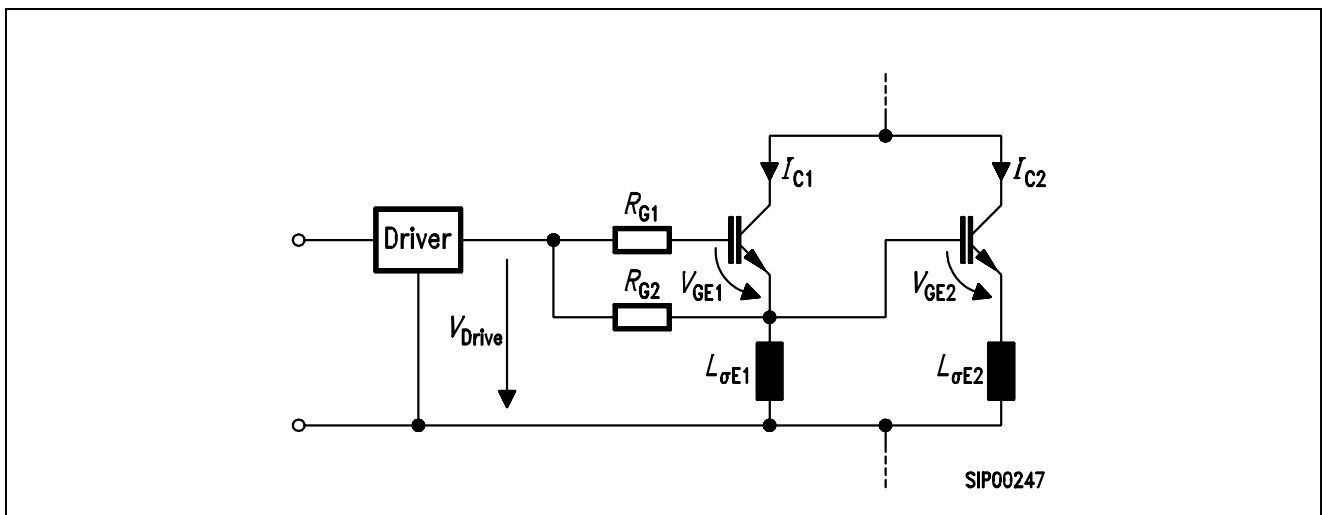 I_C1
I_C2
R_G1
Driver
V_GE1
V_GE2
R_G2
V_Drive
L_σE1
L_σE2
SIP00247